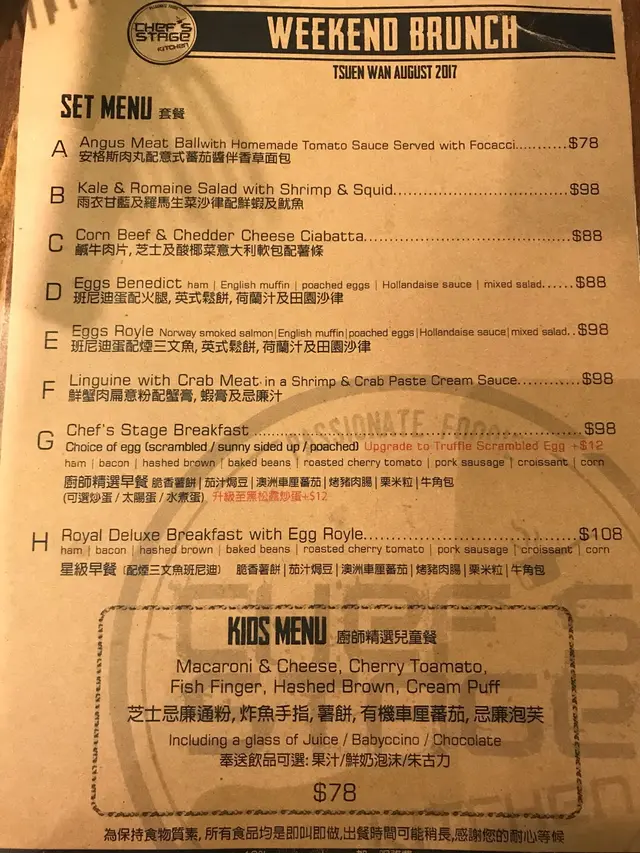 CHEF'S
STAGE
KITCHEN
WEEKEND BRUNCH
TSUEN WAN AUGUST 2017
SET MENU 套餐
A Angus Meat Ballwith Homemade Tomato Sauce Served with Focacci..........$78
安格斯肉丸配意式蕃茄醬伴香草面包
B Kale & Romaine Salad with Shrimp & Squid..............................$98
雨衣甘藍及羅馬生菜沙律配鮮蝦及魷魚
C Corn Beef & Chedder Cheese Ciabatta....................................$88
鹹牛肉片, 芝士及酸椰菜意大利軟包配薯條
D Eggs Benedict ham | English muffin | poached eggs | Hollandaise sauce | mixed salad......$88
班尼迪蛋配火腿, 英式鬆餅, 荷蘭汁及田園沙律
E Eggs Royle Norway smoked salmon|English muffin|poached eggs|Hollandaise sauce|mixed salad..$98
班尼迪蛋配煙三文魚, 英式鬆餅, 荷蘭汁及田園沙律
F Linguine with Crab Meat in a Shrimp & Crab Paste Cream Sauce...........$98
鮮蟹肉扁意粉配蟹膏, 蝦膏及忌廉汁
G Chef's Stage Breakfast ..........................................................$98
Choice of egg (scrambled / sunny sided up / poached) Upgrade to Truffle Scrambled Egg +$12
ham | bacon | hashed brown | baked beans | roasted cherry tomato | pork sausage | croissant | corn
廚師精選早餐 脆香薯餅 | 茄汁焗豆 | 澳洲車厘蕃茄 | 烤豬肉腸 | 栗米粒 | 牛角包
(可選炒蛋 / 太陽蛋 / 水煮蛋) 升級至黑松露炒蛋+$12
H Royal Deluxe Breakfast with Egg Royle......................................$108
ham | bacon | hashed brown | baked beans | roasted cherry tomato | pork sausage | croissant | corn
星級早餐 (配煙三文魚班尼迪) 脆香薯餅 | 茄汁焗豆 | 澳洲車厘蕃茄 | 烤豬肉腸 | 栗米粒 | 牛角包
KIDS MENU 廚師精選兒童餐
Macaroni & Cheese, Cherry Toamato,
Fish Finger, Hashed Brown, Cream Puff
芝士忌廉通粉, 炸魚手指, 薯餅, 有機車厘蕃茄, 忌廉泡芙
Including a glass of Juice / Babyccino / Chocolate
奉送飲品可選: 果汁/鮮奶泡沫/朱古力
$78
為保持食物質素, 所有食品均是即叫即做,出餐時間可能稍長,感謝您的耐心等候